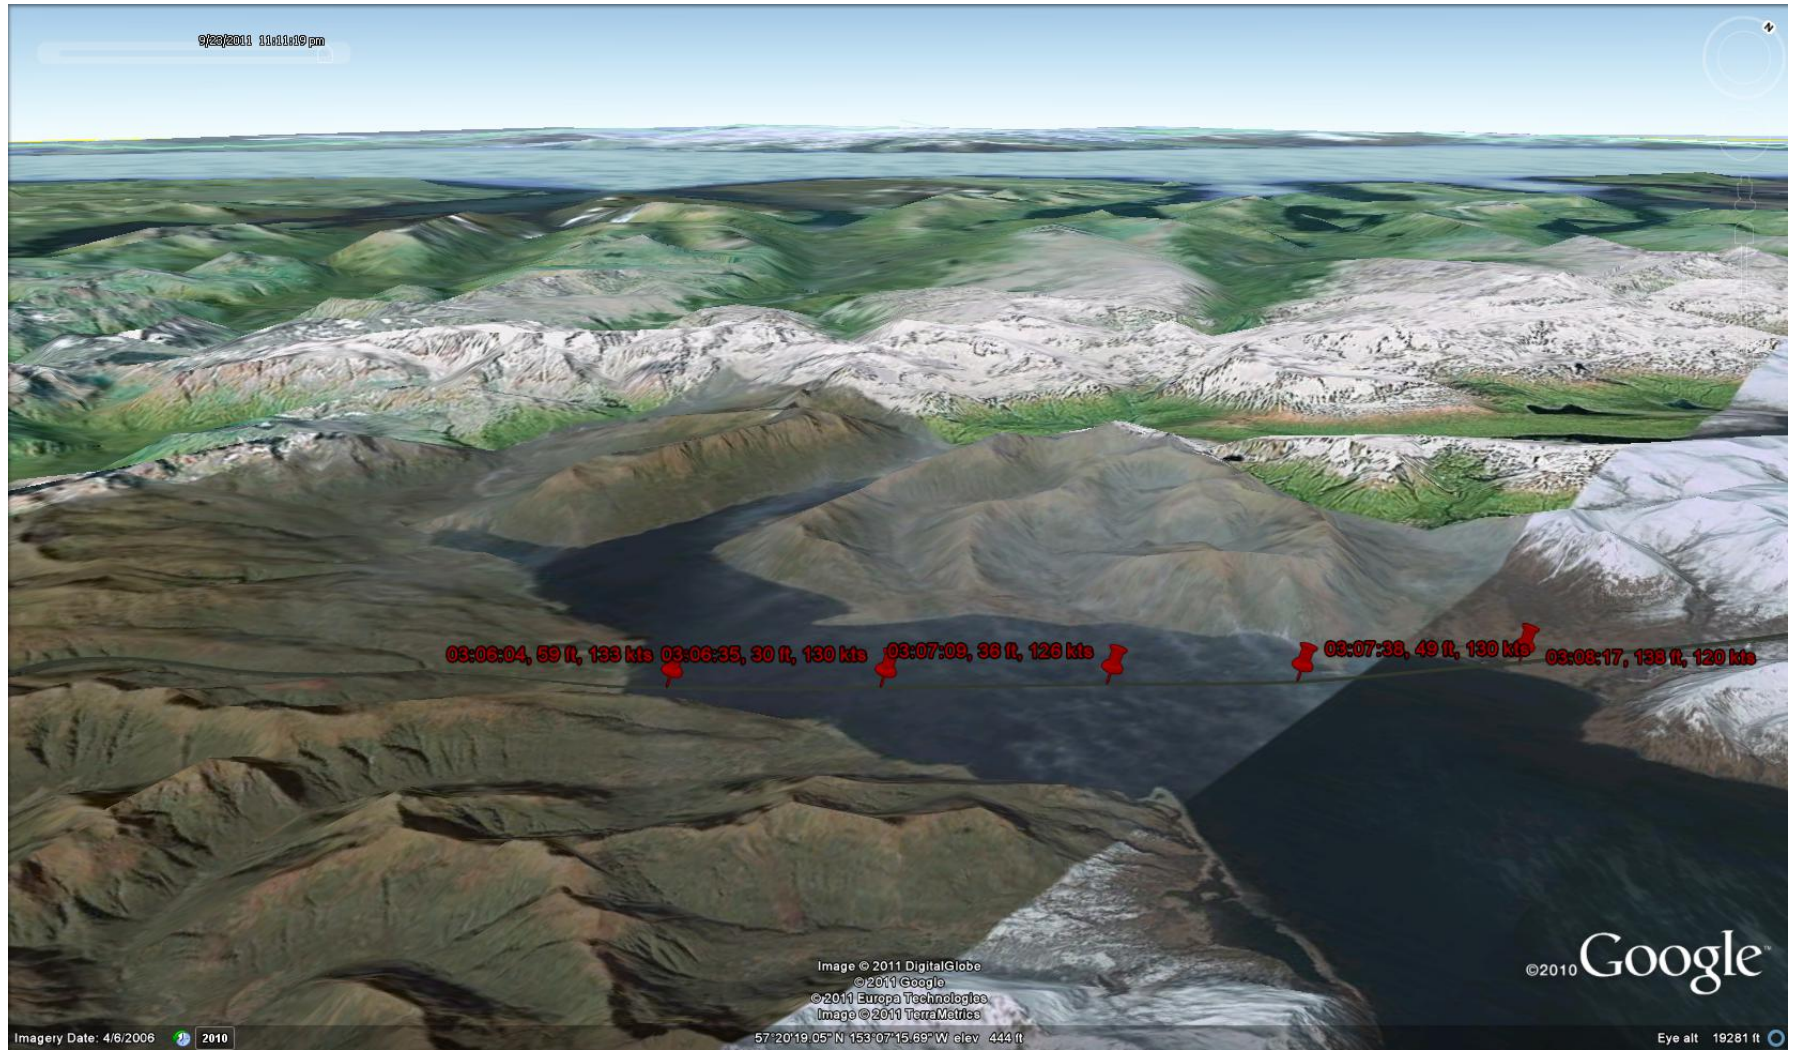 9/23/2011 11:11:19 pm
N
03:06:04, 59 ft, 133 kts
03:06:35, 30 ft, 130 kts
03:07:09, 36 ft, 126 kts
03:07:38, 49 ft, 130 kts
03:08:17, 138 ft, 120 kts
©2010 Google™
Image © 2011 DigitalGlobe
© 2011 Google
© 2011 Europa Technologies
Image © 2011 TerraMetrics
Imagery Date: 4/6/2006 2010 57°20'19.05" N 153°07'15.69" W elev 444 ft Eye alt 19281 ft